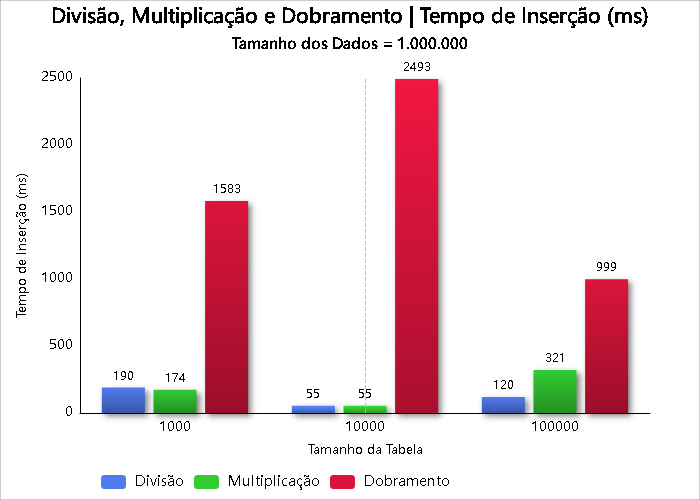 Divisão, Multiplicação e Dobramento | Tempo de Inserção (ms)
Tamanho dos Dados = 1.000.000
2500
2000
1500
1000
500
0
Tempo de Inserção (ms)
190
174
1583
55
55
2493
120
321
999
1000
10000
100000
Tamanho da Tabela
Divisão
Multiplicação
Dobramento